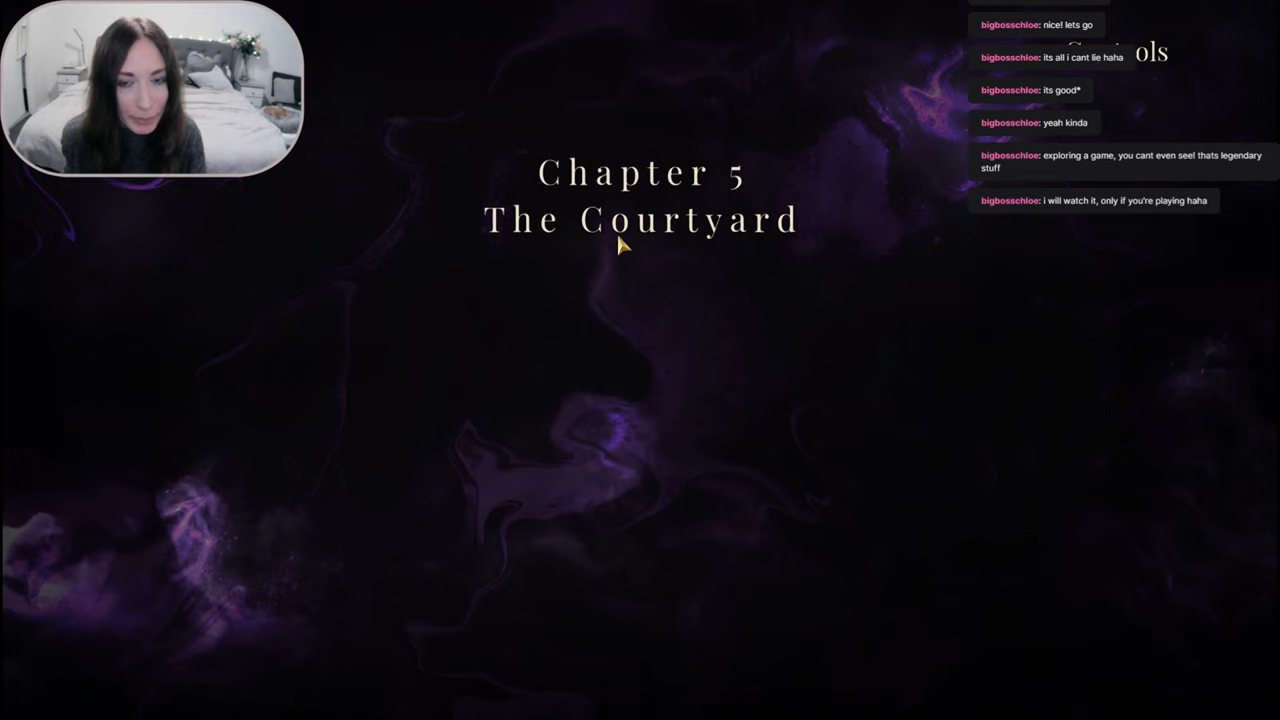 bigbosschloe: nice! lets go
ols
bigbosschloe: its all i cant lie haha
bigbosschloe: its good*
bigbosschloe: yeah kinda
bigbosschloe: exploring a game, you cant even see! thats legendary
stuff
bigbosschloe: i will watch it, only if you're playing haha
Chapter 5
The Courtyard